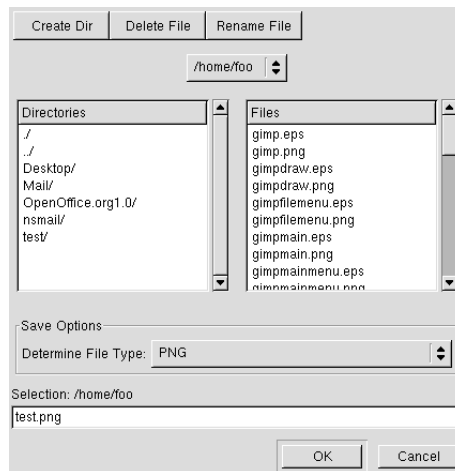 Create Dir Delete File Rename File
/home/foo
Directories
./
../
Desktop/
Mail/
OpenOffice.org1.0/
nsmail/
test/
Files
gimp.eps
gimp.png
gimpdraw.eps
gimpdraw.png
gimpfilemenu.eps
gimpfilemenu.png
gimpmain.eps
gimpmain.png
gimpmainmenu.eps
gimpmainmenu.png
Save Options
Determine File Type: PNG
Selection: /home/foo
test.png
OK Cancel